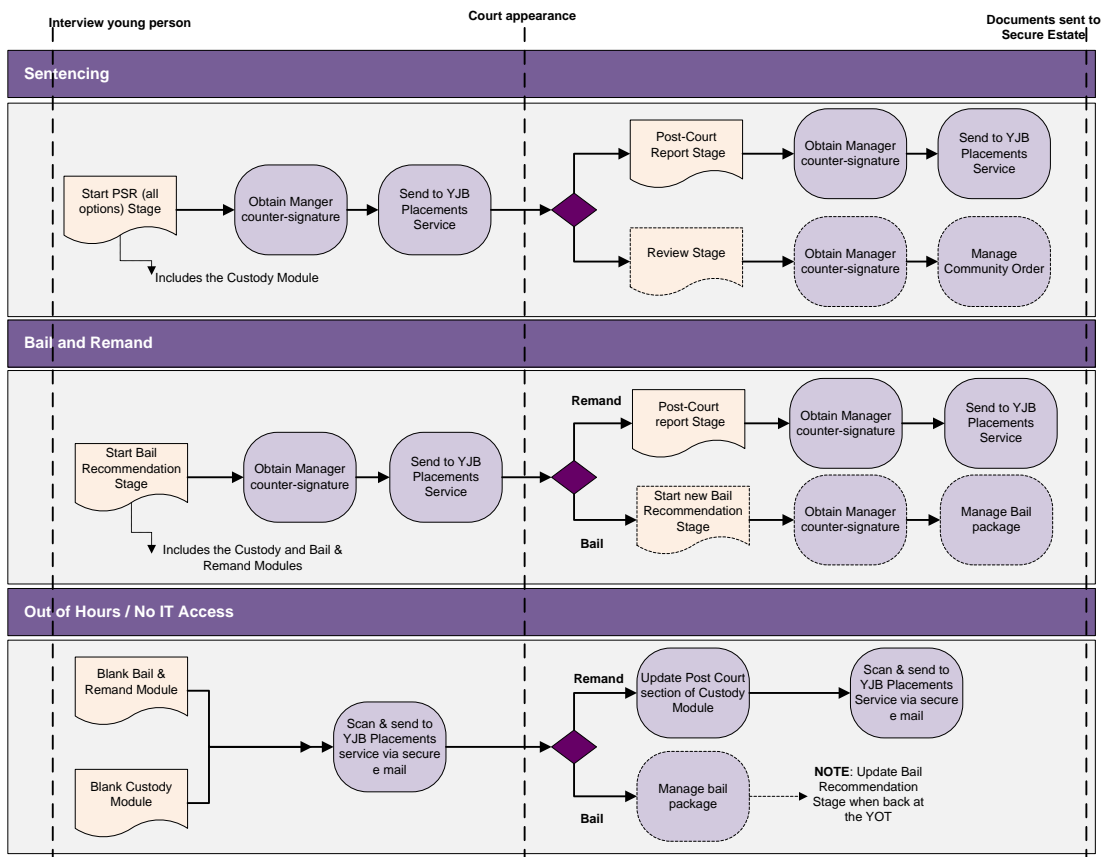 Interview young person
Court appearance
Documents sent to
Secure Estate
Sentencing
Start PSR (all
options) Stage
Includes the Custody Module
Obtain Manger
counter-signature
Send to YJB
Placements
Service
Post-Court
Report Stage
Obtain Manager
counter-signature
Send to YJB
Placements
Service
Review Stage
Obtain Manager
counter-signature
Manage
Community Order
Bail and Remand
Start Bail
Recommendation
Stage
Includes the Custody and Bail &
Remand Modules
Obtain Manager
counter-signature
Send to YJB
Placements
Service
Remand
Post-Court
report Stage
Obtain Manager
counter-signature
Send to YJB
Placements
Service
Bail
Start new Bail
Recommendation
Stage
Obtain Manager
counter-signature
Manage Bail
package
Out of Hours / No IT Access
Blank Bail &
Remand Module
Blank Custody
Module
Scan & send to
YJB Placements
service via secure
e mail
Remand
Update Post Court
section of Custody
Module
Scan & send to
YJB Placements
Service via secure
e mail
Bail
Manage bail
package
NOTE: Update Bail
Recommendation
Stage when back at
the YOT